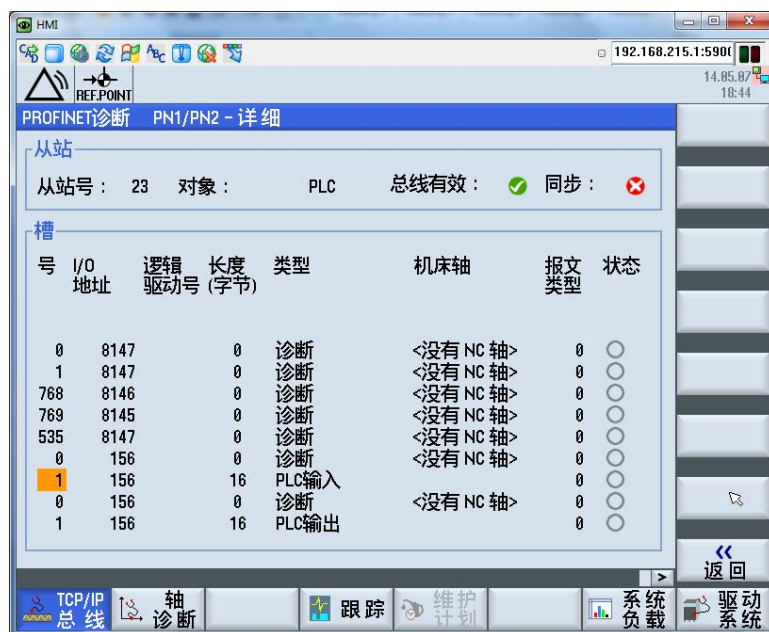 HMI
192.168.215.1:590
REF.POINT
14.05.07
18:44
PROFINET诊断 PN1/PN2 - 详细
从站
从站号： 23 对象： PLC 总线有效： 同步：
槽
号 I/O地址 逻辑驱动号 长度(字节) 类型 机床轴 报文类型 状态
0 8147 0 诊断 <没有 NC 轴> 0
1 8147 0 诊断 <没有 NC 轴> 0
768 8146 0 诊断 <没有 NC 轴> 0
769 8145 0 诊断 <没有 NC 轴> 0
535 8147 0 诊断 <没有 NC 轴> 0
0 156 0 诊断 <没有 NC 轴> 0
1 156 16 PLC输入 0
0 156 0 诊断 <没有 NC 轴> 0
1 156 16 PLC输出 0
返回
TCP/IP 总线 轴诊断 跟踪 维护计划 系统负载 驱动系统